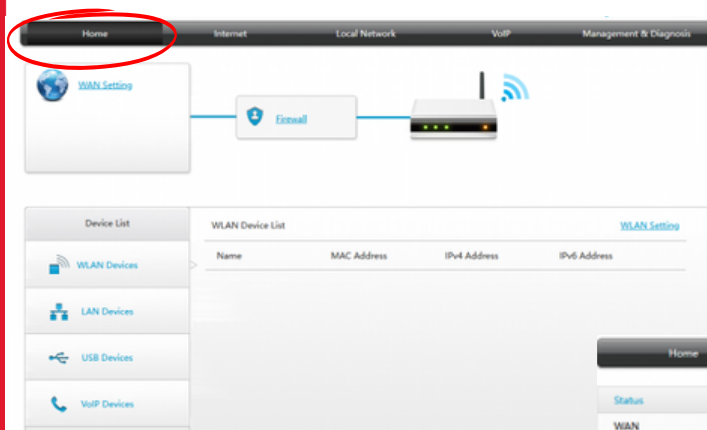 Home Internet Local Network VoIP Management & Diagnosis
WAN Setting
Firewall
Device List
WLAN Device List WLAN Setting
Name MAC Address IPv4 Address IPv6 Address
WLAN Devices
LAN Devices
USB Devices
VoIP Devices
Home
Status
WAN